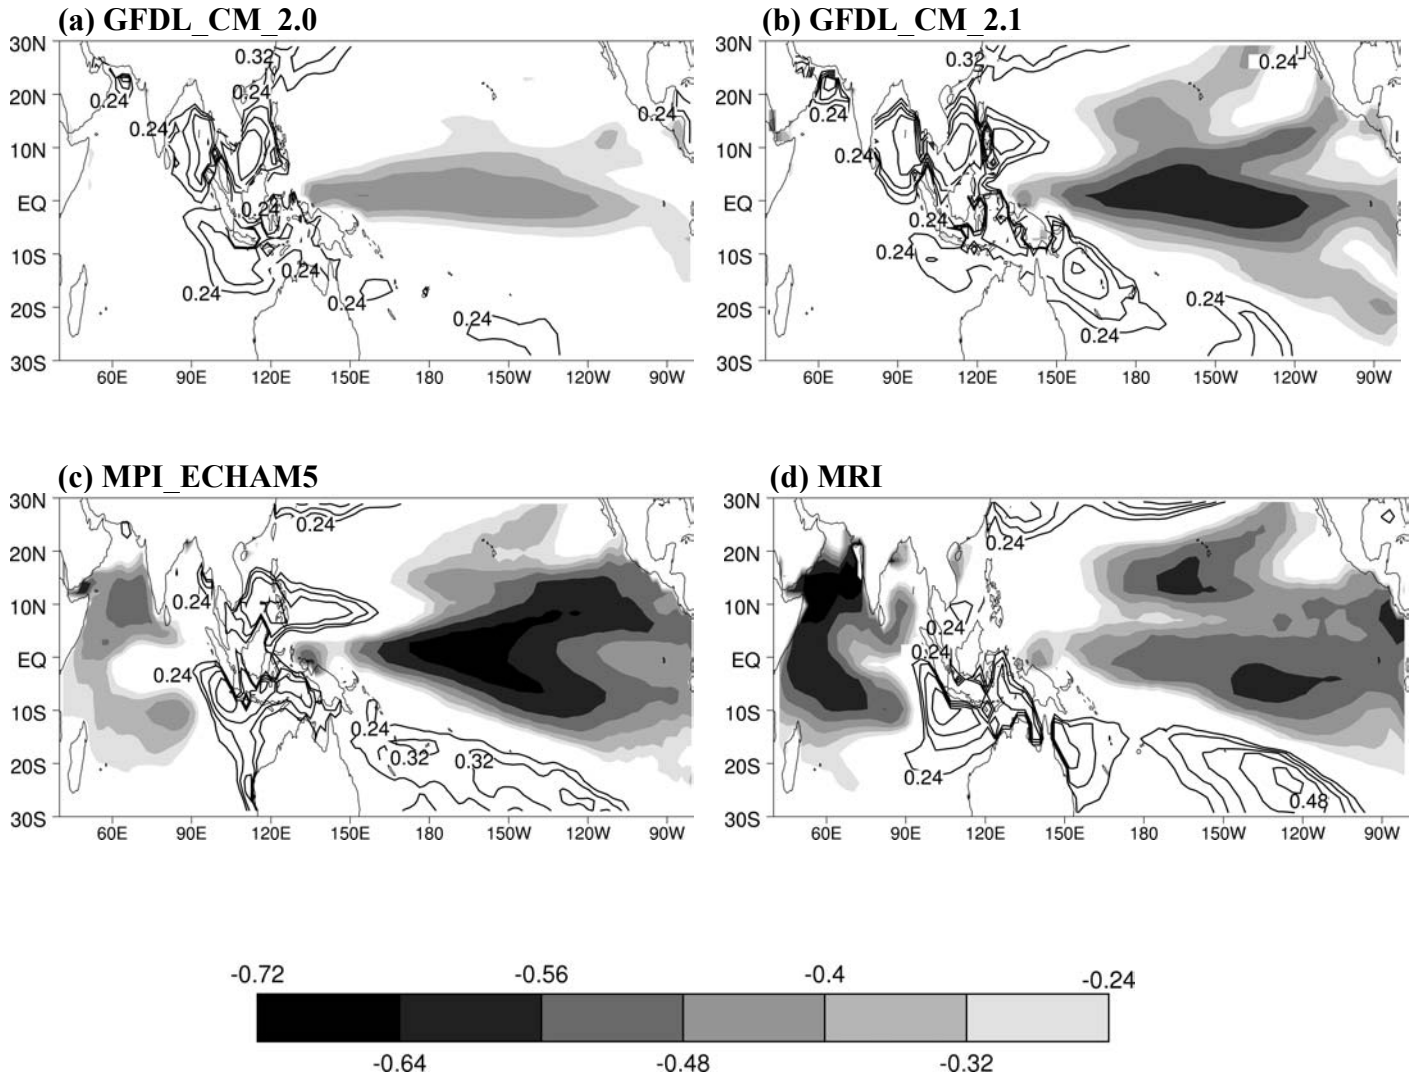 (a) GFDL_CM_2.0
(b) GFDL_CM_2.1
30N
20N
10N
EQ
10S
20S
30S
60E 90E 120E 150E 180 150W 120W 90W
0.32
0.24
0.24
0.24
0.24
0.24
0.24
0.24
0.24
0.24
0.24
30N
20N
10N
EQ
10S
20S
30S
60E 90E 120E 150E 180 150W 120W 90W
0.32
0.24
0.24
0.24
0.24
0.24
0.24
0.24
(c) MPI_ECHAM5
(d) MRI
30N
20N
10N
EQ
10S
20S
30S
60E 90E 120E 150E 180 150W 120W 90W
0.24
0.24
0.24
0.24
0.32
0.32
30N
20N
10N
EQ
10S
20S
30S
60E 90E 120E 150E 180 150W 120W 90W
0.24
0.24
0.24
0.24
0.48
-0.72 -0.56 -0.4 -0.24
-0.64 -0.48 -0.32